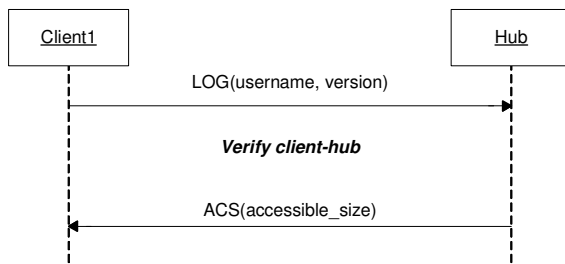 Client1
Hub
LOG(username, version)
Verify client-hub
ACS(accessible_size)